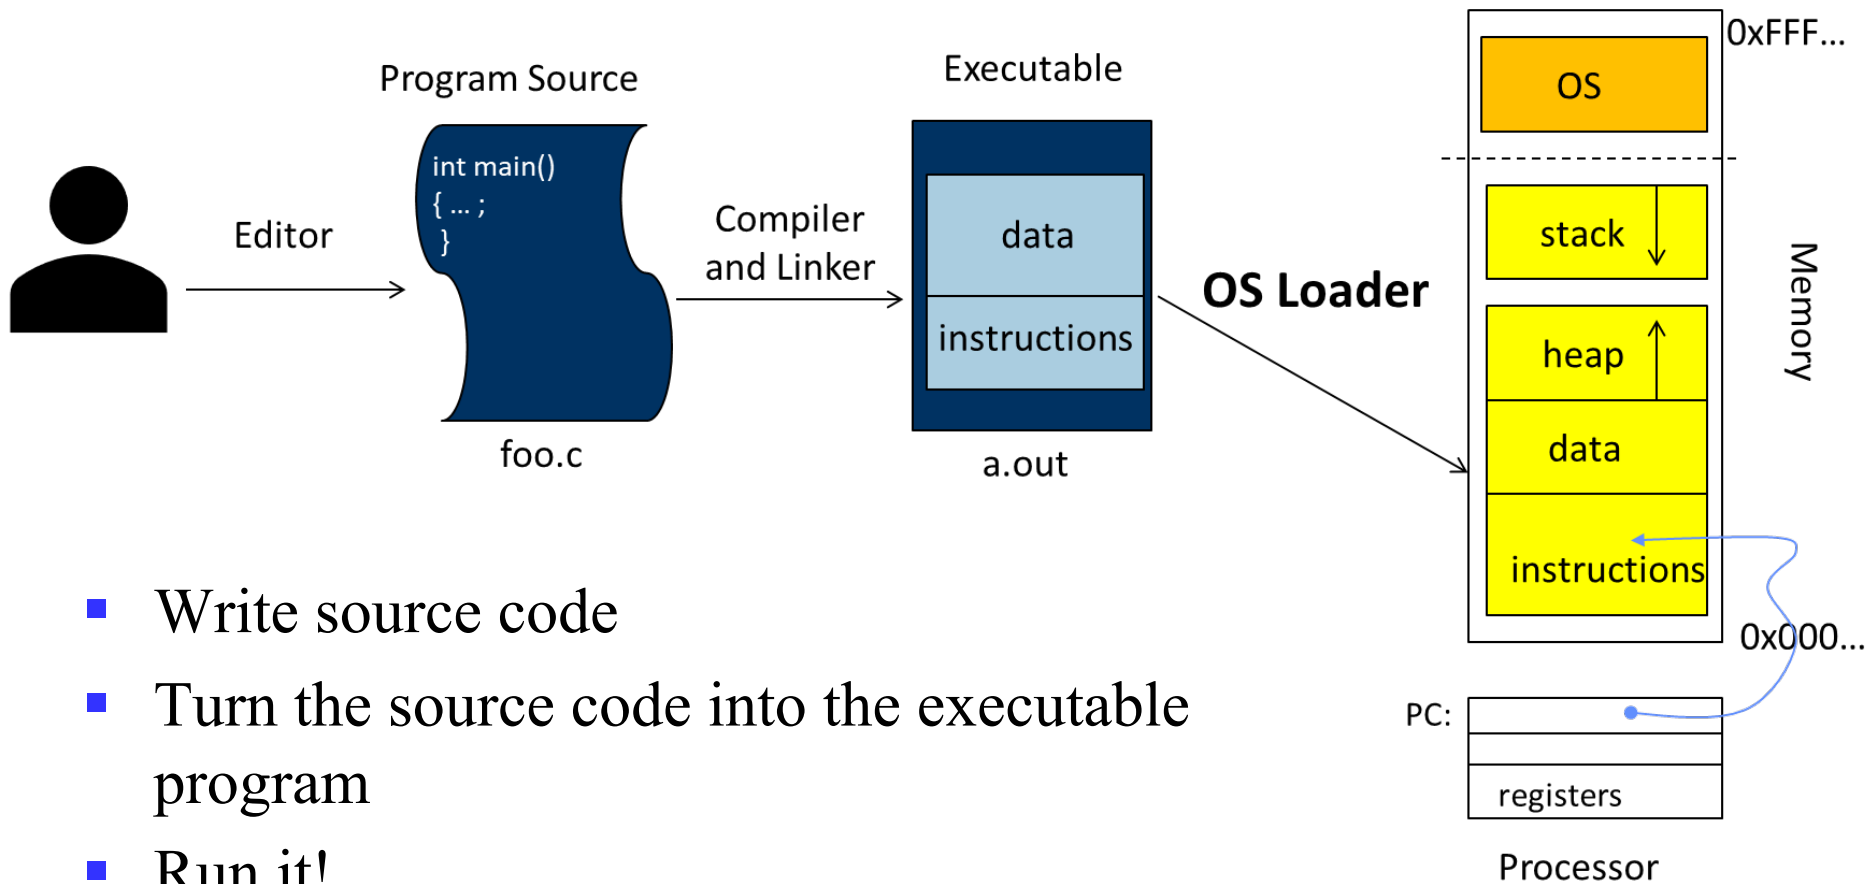 Program Source
int main()
{ ... ;
}
foo.c
Editor
Compiler
and Linker
Executable
data
instructions
a.out
OS Loader
0xFFF...
OS
stack
heap
data
instructions
Memory
0x000...
PC:
registers
Processor
Write source code
Turn the source code into the executable
program
Run it!